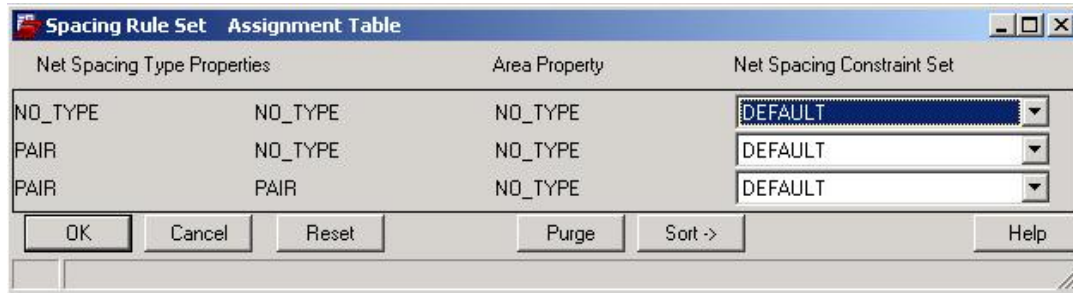 Spacing Rule Set Assignment Table
Net Spacing Type Properties Area Property Net Spacing Constraint Set
NO_TYPE NO_TYPE NO_TYPE DEFAULT
PAIR NO_TYPE NO_TYPE DEFAULT
PAIR PAIR NO_TYPE DEFAULT
OK Cancel Reset Purge Sort -> Help